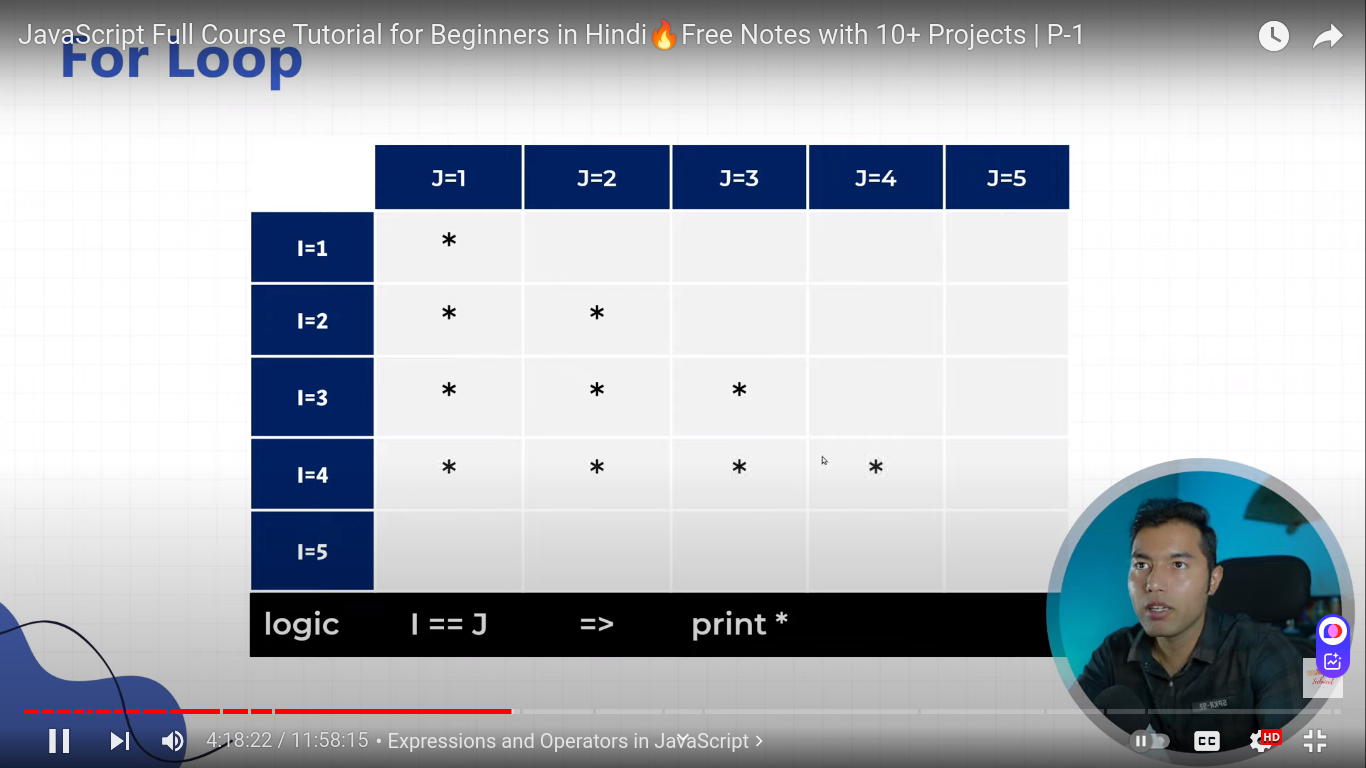 JavaScript Full Course Tutorial for Beginners in Hindi🔥Free Notes with 10+ Projects | P-1
For Loop
J=1 J=2 J=3 J=4 J=5
I=1 *
I=2 * *
I=3 * * *
I=4 * * * *
I=5
logic I == J => print *
4:18:22 / 11:58:15 • Expressions and Operators in JavaScript >
CC
HD